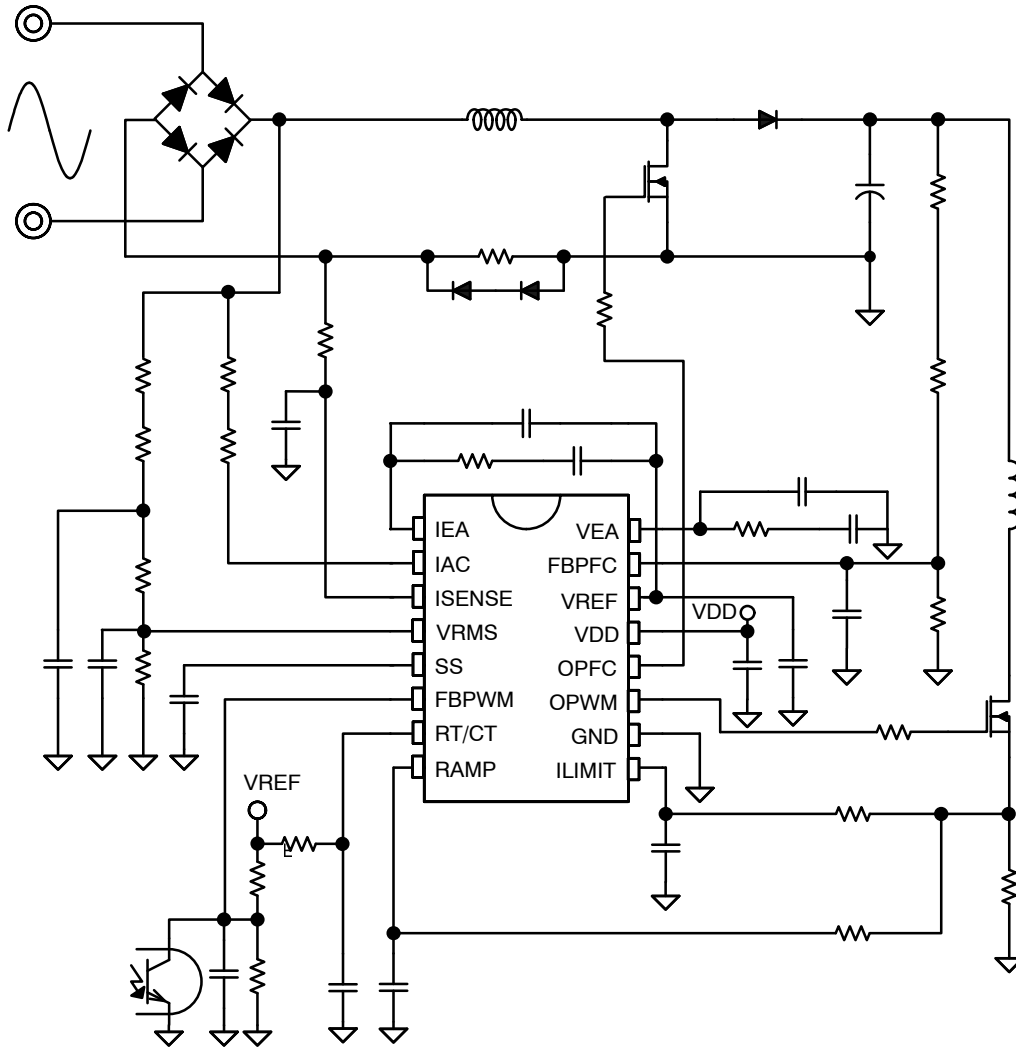 IEA
IAC
ISENSE
VRMS
SS
FBPWM
RT/CT
RAMP
VEA
FBPFC
VREF
VDD
OPFC
OPWM
GND
ILIMIT
VDD
VREF
E